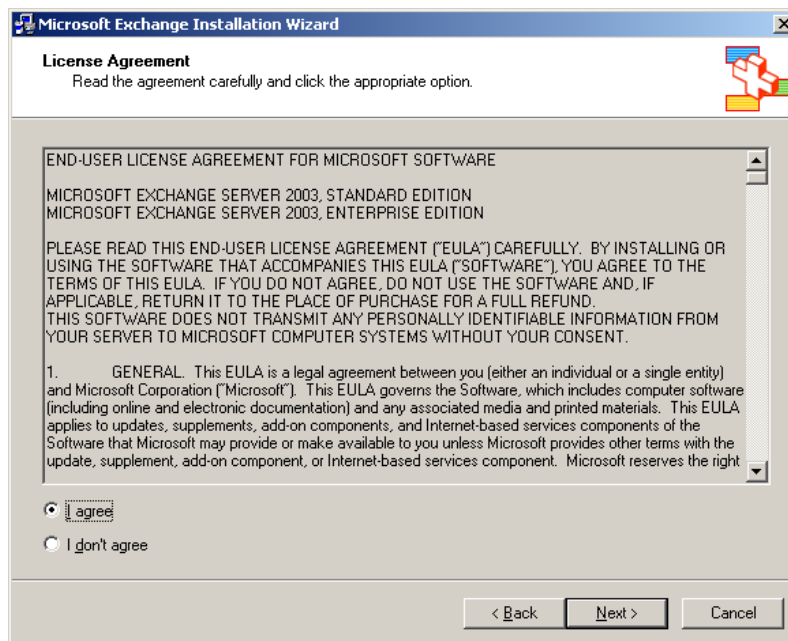 Microsoft Exchange Installation Wizard
License Agreement
Read the agreement carefully and click the appropriate option.
END-USER LICENSE AGREEMENT FOR MICROSOFT SOFTWARE
MICROSOFT EXCHANGE SERVER 2003, STANDARD EDITION
MICROSOFT EXCHANGE SERVER 2003, ENTERPRISE EDITION
PLEASE READ THIS END-USER LICENSE AGREEMENT ("EULA") CAREFULLY. BY INSTALLING OR
USING THE SOFTWARE THAT ACCOMPANIES THIS EULA ("SOFTWARE"), YOU AGREE TO THE
TERMS OF THIS EULA. IF YOU DO NOT AGREE, DO NOT USE THE SOFTWARE AND, IF
APPLICABLE, RETURN IT TO THE PLACE OF PURCHASE FOR A FULL REFUND.
THIS SOFTWARE DOES NOT TRANSMIT ANY PERSONALLY IDENTIFIABLE INFORMATION FROM
YOUR SERVER TO MICROSOFT COMPUTER SYSTEMS WITHOUT YOUR CONSENT.
1. GENERAL. This EULA is a legal agreement between you (either an individual or a single entity)
and Microsoft Corporation ("Microsoft"). This EULA governs the Software, which includes computer software
(including online and electronic documentation) and any associated media and printed materials. This EULA
applies to updates, supplements, add-on components, and Internet-based services components of the
Software that Microsoft may provide or make available to you unless Microsoft provides other terms with the
update, supplement, add-on component, or Internet-based services component. Microsoft reserves the right
I agree
I don't agree
< Back
Next >
Cancel